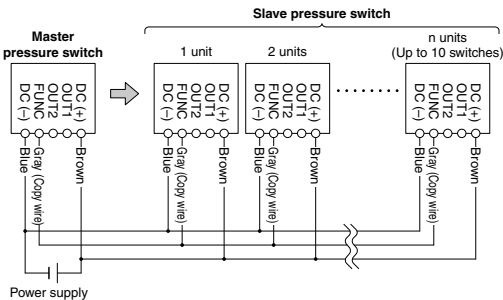 Slave pressure switch
Master
pressure switch
1 unit
2 units
n units
(Up to 10 switches)
DC (+)
OUT1
OUT2
FUNC
DC (−)
DC (+)
OUT1
OUT2
FUNC
DC (−)
DC (+)
OUT1
OUT2
FUNC
DC (−)
DC (+)
OUT1
OUT2
FUNC
DC (−)
Blue
Gray (Copy wire)
Brown
Blue
Gray (Copy wire)
Brown
Blue
Gray (Copy wire)
Brown
Blue
Gray (Copy wire)
Brown
Power supply